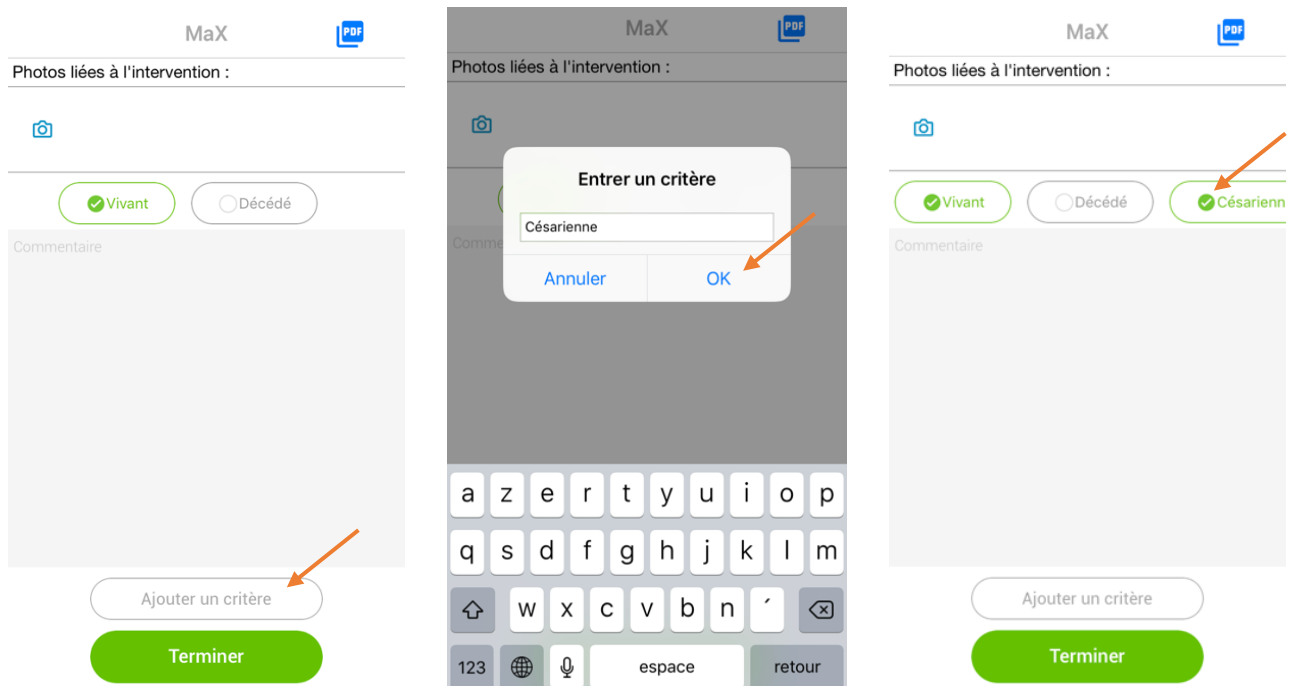 MaX
PDF
Photos liées à l'intervention :
Vivant
Décédé
Commentaire
Ajouter un critère
Terminer
MaX
PDF
Photos liées à l'intervention :
Entrer un critère
Césarienne
Comme
Annuler
OK
a z e r t y u i o p
q s d f g h j k l m
w x c v b n ´
123
espace
retour
MaX
PDF
Photos liées à l'intervention :
Vivant
Décédé
Césarienn
Commentaire
Ajouter un critère
Terminer